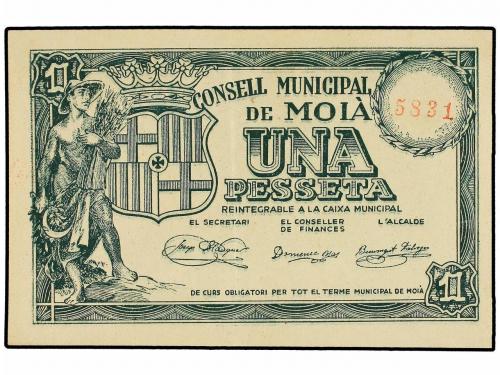 1
CONSELL MUNICIPAL
DE MOIÀ
5831
UNA
PESSETA
REINTEGRABLE A LA CAIXA MUNICIPAL
EL SECRETARI EL CONSELLER DE FINANCES L'ALCALDE
DE CURS OBLIGATORI PER TOT EL TERME MUNICIPAL DE MOIÀ
1